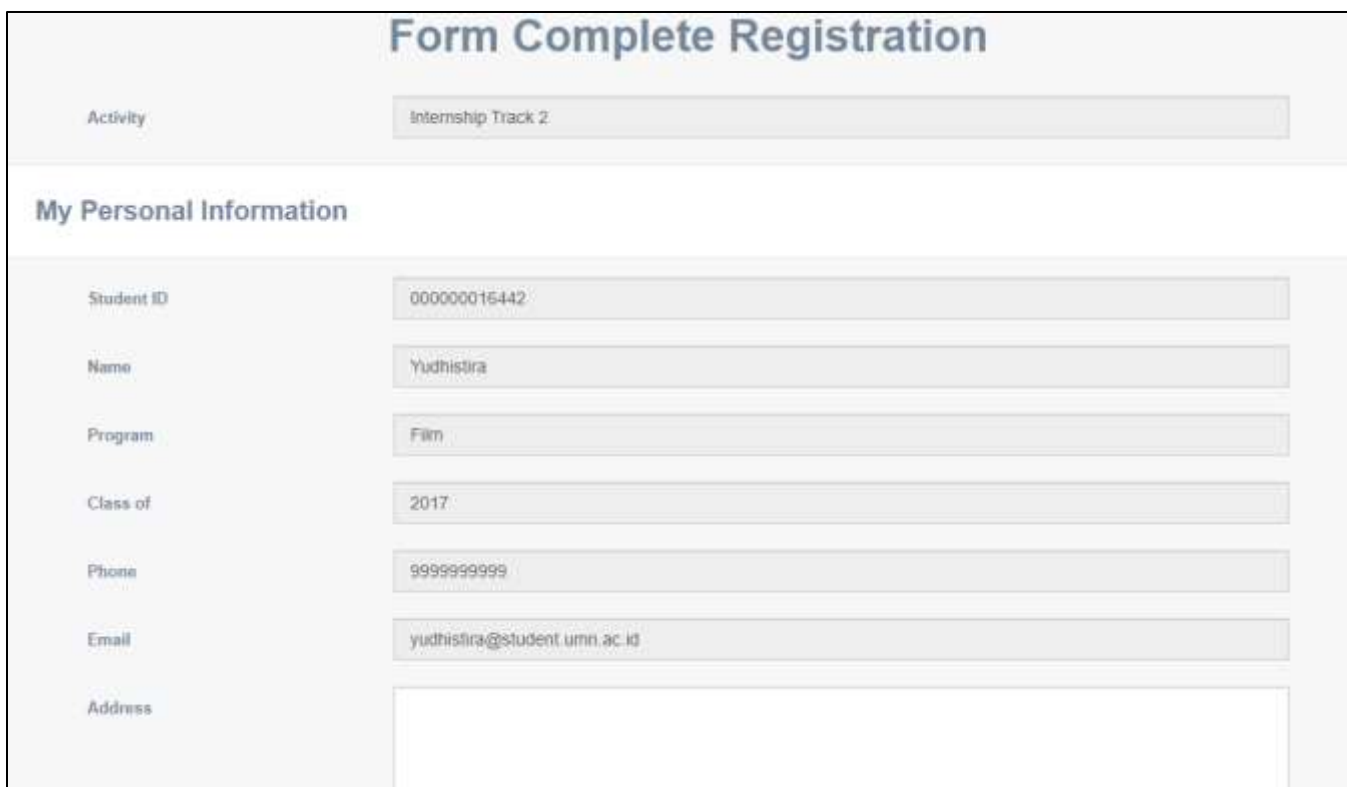 Form Complete Registration
Activity Internship Track 2
My Personal Information
Student ID 000000016442
Name Yudhistira
Program Film
Class of 2017
Phone 9999999999
Email yudhistira@student.umn.ac.id
Address